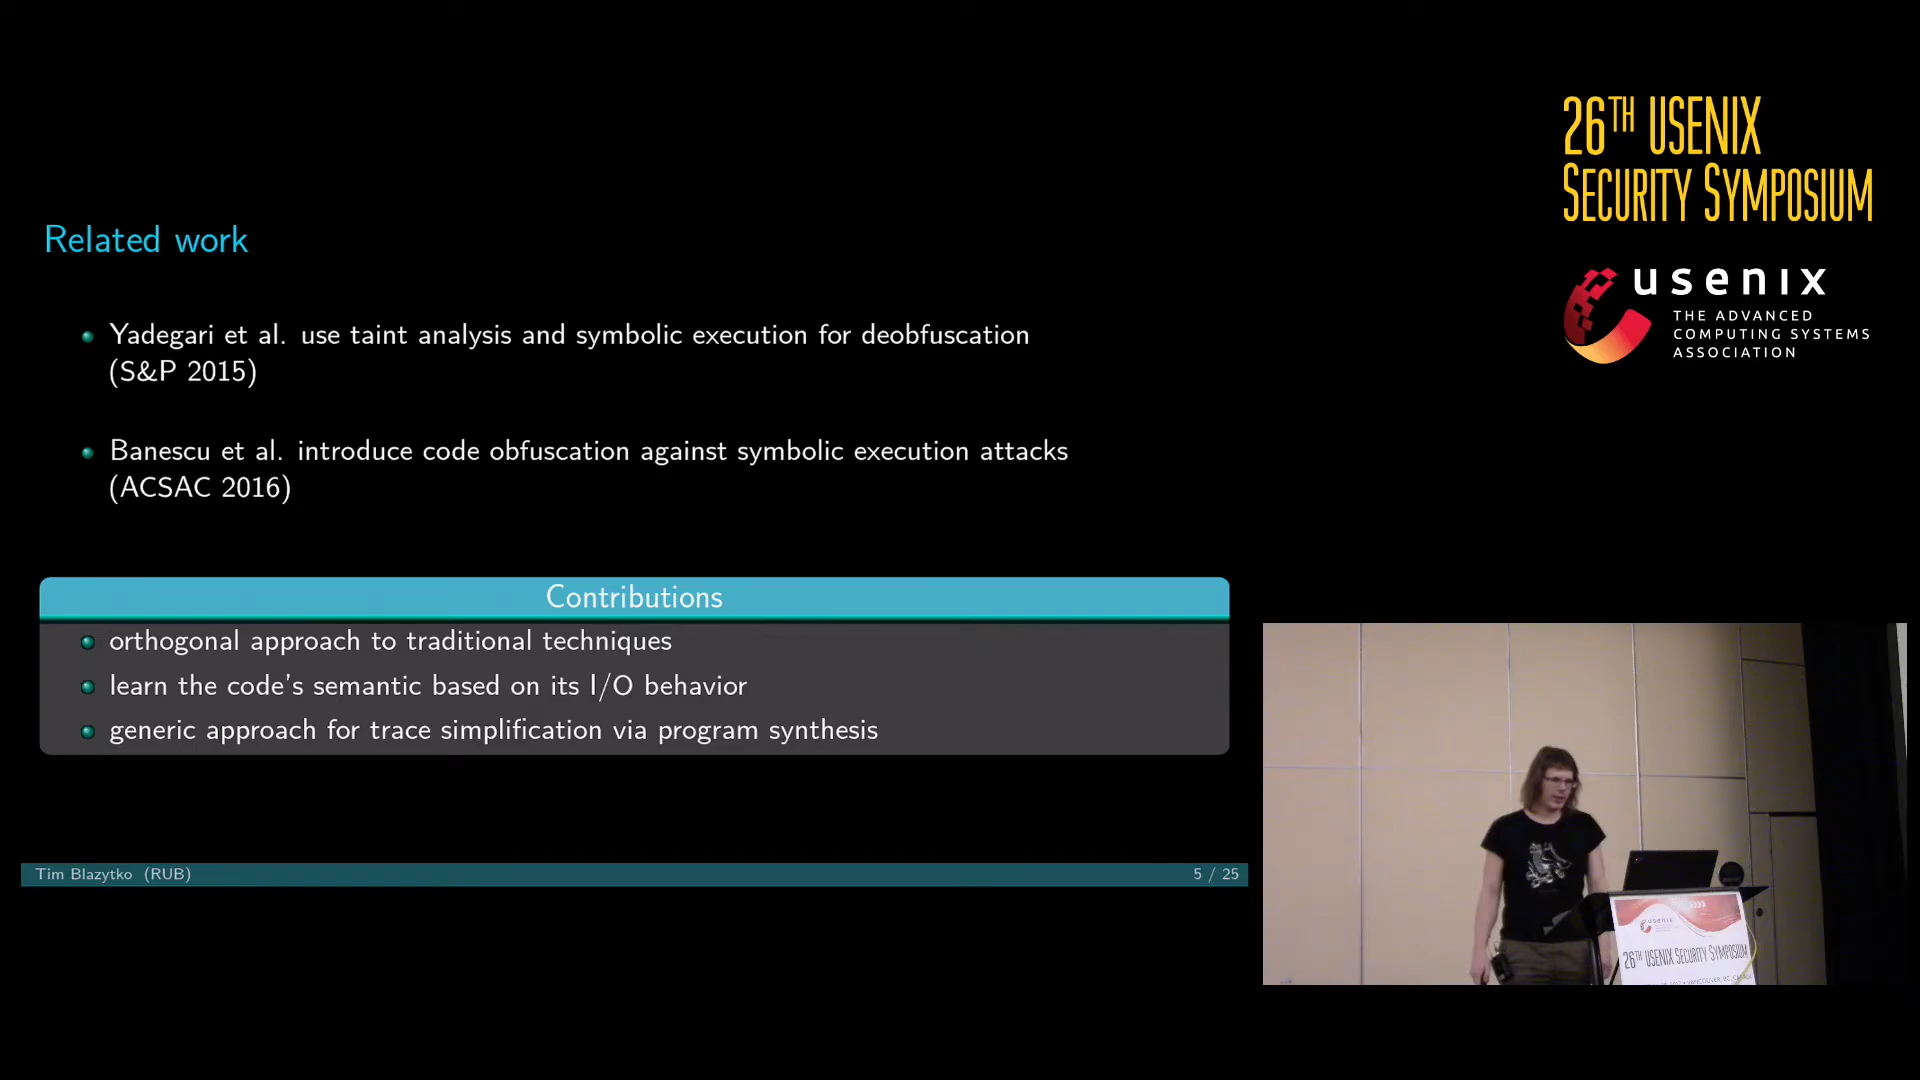 26TH USENIX
SECURITY SYMPOSIUM
usenix
THE ADVANCED
COMPUTING SYSTEMS
ASSOCIATION
Related work
Yadegari et al. use taint analysis and symbolic execution for deobfuscation
(S&P 2015)
Banescu et al. introduce code obfuscation against symbolic execution attacks
(ACSAC 2016)
Contributions
orthogonal approach to traditional techniques
learn the code's semantic based on its I/O behavior
generic approach for trace simplification via program synthesis
Tim Blazytko (RUB)
5 / 25
usenix
26TH USENIX SECURITY SYMPOSIUM